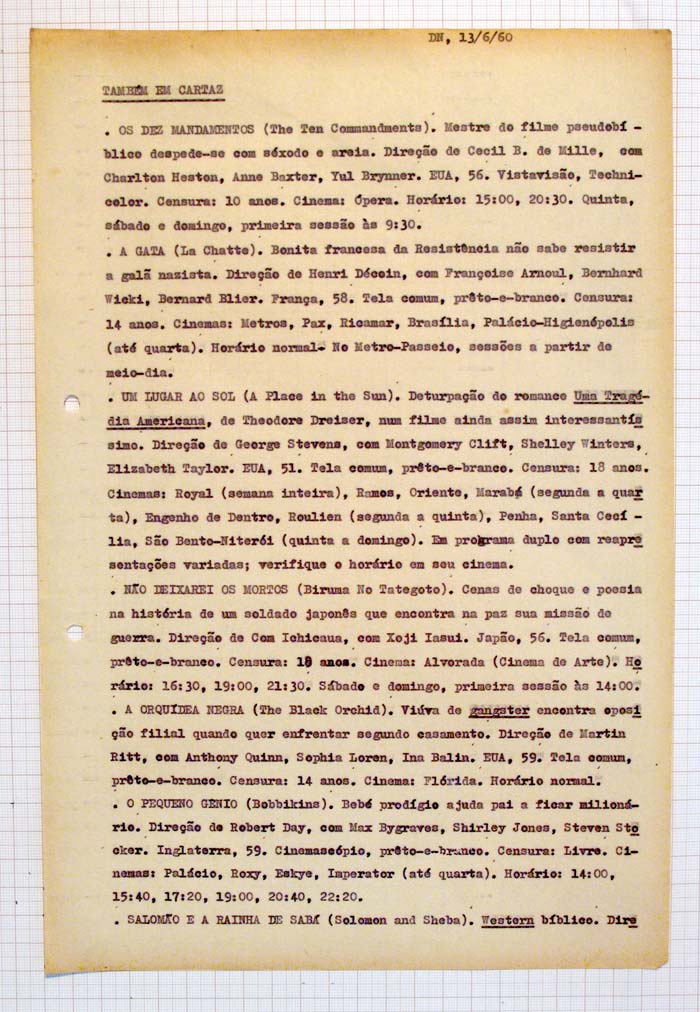 DN, 13/6/60
TAMBÉM EM CARTAZ
. OS DEZ MANDAMENTOS (The Ten Commandments). Mestre do filme pseudobí -
blico despede-se com séxodo e areia. Direção de Cecil B. de Mille, com
Charlton Heston, Anne Baxter, Yul Brynner. EUA, 56. Vistavisão, Techni-
color. Censura: 10 anos. Cinema: Ópera. Horário: 15:00, 20:30. Quinta,
sábado e domingo, primeira sessão às 9:30.
. A GATA (La Chatte). Bonita francesa da Resistência não sabe resistir
a galã nazista. Direção de Henri Décoin, com Françoise Arnoul, Bernhard
Wicki, Bernard Blier. França, 58. Tela comum, prêto-e-branco. Censura:
14 anos. Cinemas: Metros, Pax, Ricamar, Brasília, Palácio-Higienópolis
(até quarta). Horário normal. No Metro-Passeio, sessões a partir de
meio-dia.
. UM LUGAR AO SOL (A Place in the Sun). Deturpação do romance Uma Tragé-
dia Americana, de Theodore Dreiser, num filme ainda assim interessantís
simo. Direção de George Stevens, com Montgomery Clift, Shelley Winters,
Elizabeth Taylor. EUA, 51. Tela comum, prêto-e-branco. Censura: 18 anos.
Cinemas: Royal (semana inteira), Ramos, Oriente, Marabá (segunda a quar
ta), Engenho de Dentro, Roulien (segunda a quinta), Penha, Santa Cecí -
lia, São Bento-Niterói (quinta a domingo). Em programa duplo com reapre
sentações variadas; verifique o horário em seu cinema.
. NÃO DEIXAREI OS MORTOS (Biruma No Tategoto). Cenas de choque e poesia
na história de um soldado japonês que encontra na paz sua missão de
guerra. Direção de Com Ichicaua, com Xoji Iasui. Japão, 56. Tela comum,
prêto-e-branco. Censura: 18 anos. Cinema: Alvorada (Cinema de Arte). Ho
rário: 16:30, 19:00, 21:30. Sábado e domingo, primeira sessão às 14:00.
. A ORQUÍDEA NEGRA (The Black Orchid). Viúva de gangster encontra oposi
ção filial quando quer enfrentar segundo casamento. Direção de Martin
Ritt, com Anthony Quinn, Sophia Loren, Ina Balin. EUA, 59. Tela comum,
prêto-e-branco. Censura: 14 anos. Cinema: Flórida. Horário normal.
. O PEQUENO GÊNIO (Bobbikins). Bebé prodígio ajuda pai a ficar milioná-
rio. Direção de Robert Day, com Max Bygraves, Shirley Jones, Steven Sto
cker. Inglaterra, 59. Cinemascópio, prêto-e-branco. Censura: Livre. Ci-
nemas: Palácio, Roxy, Eskye, Imperator (até quarta). Horário: 14:00,
15:40, 17:20, 19:00, 20:40, 22:20.
. SALOMÃO E A RAINHA DE SABÁ (Solomon and Sheba). Western bíblico. Dire